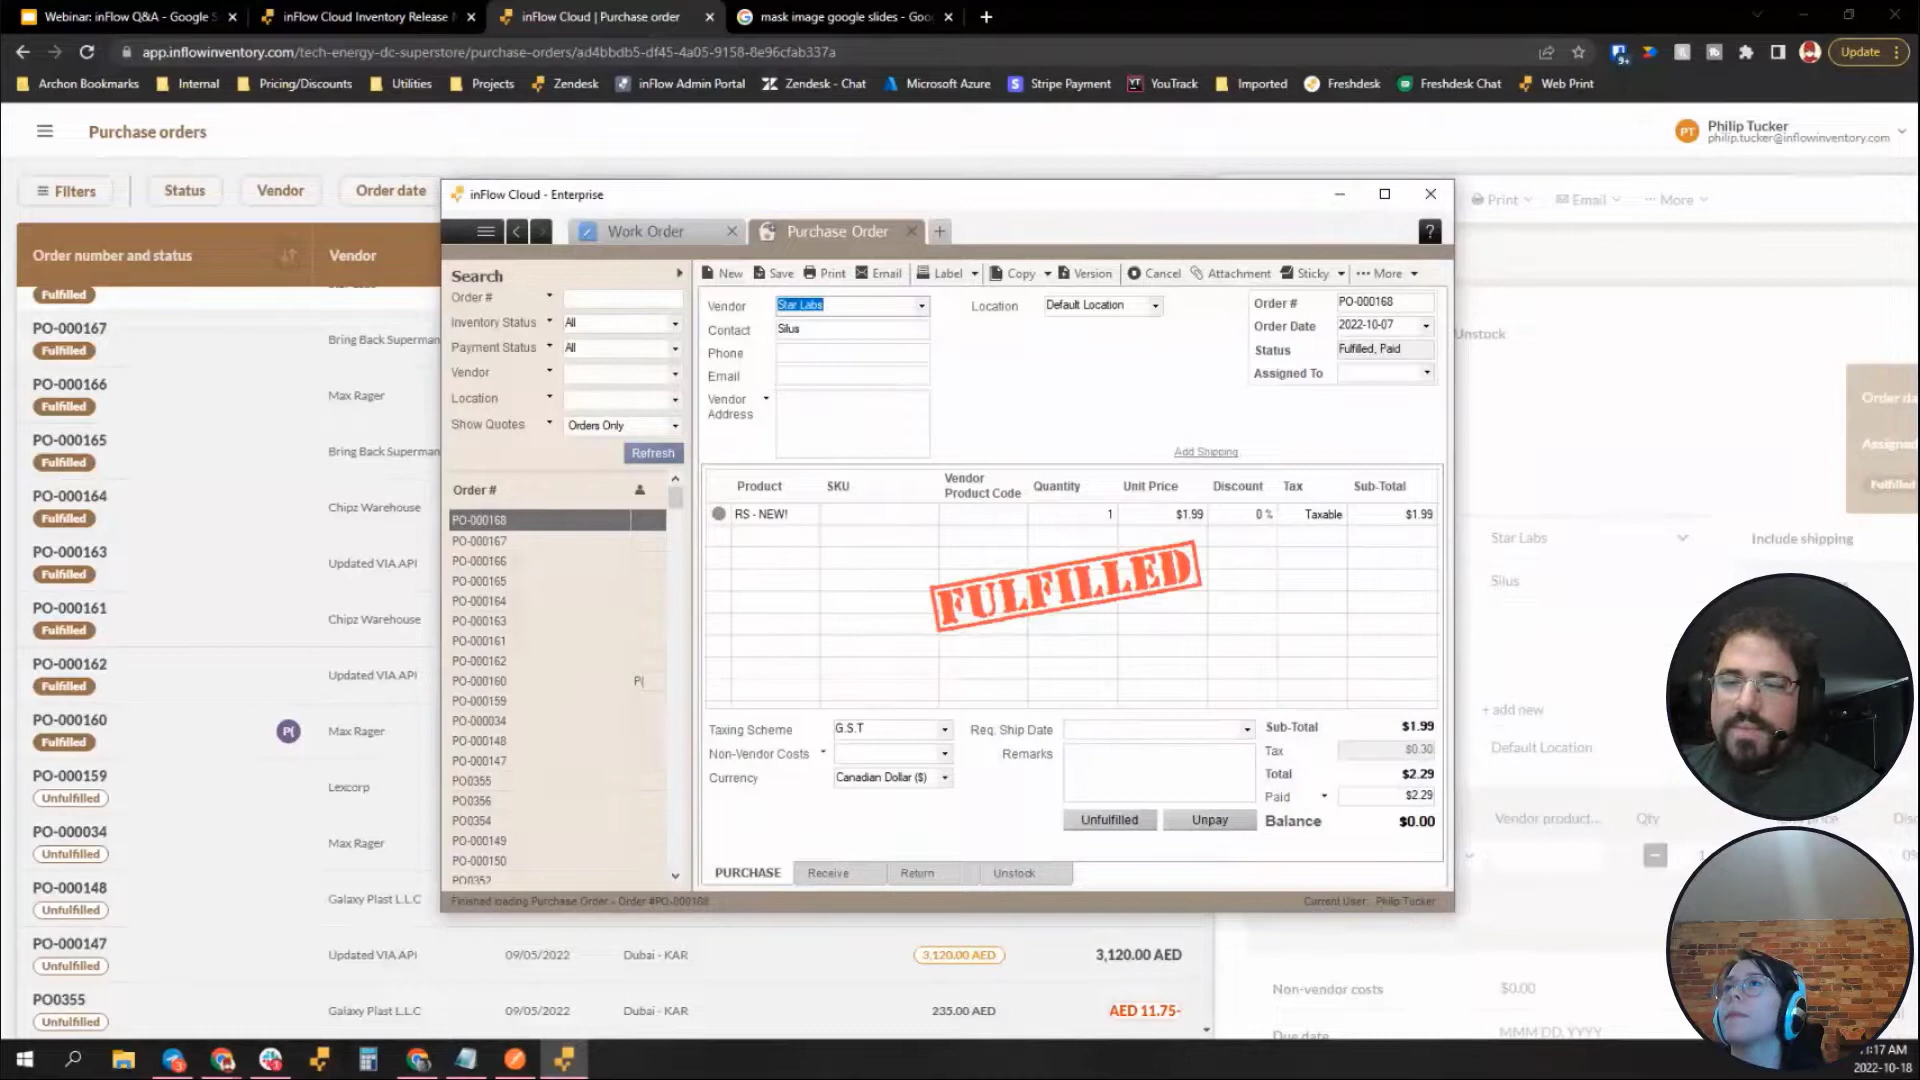 Webinar: inFlow Q&A - Google S
inFlow Cloud Inventory Release
inFlow Cloud | Purchase order
mask image google slides - Goo
app.inflowinventory.com/tech-energy-dc-superstore/purchase-orders/ad4bbdb5-df45-4a05-9158-8e96cfab337a
Update
Archon Bookmarks
Internal
Pricing/Discounts
Utilities
Projects
Zendesk
inFlow Admin Portal
Zendesk - Chat
Microsoft Azure
Stripe Payment
YouTrack
Imported
Freshdesk
Freshdesk Chat
Web Print
Purchase orders
PT
Philip Tucker
philip.tucker@inflowinventory.com
Filters
Status
Vendor
Order date
Print
Email
More
Order number and status
Vendor
Fulfilled
PO-000167
Fulfilled
Bring Back Superman
PO-000166
Fulfilled
Max Rager
PO-000165
Fulfilled
Bring Back Superman
PO-000164
Fulfilled
Chipz Warehouse
PO-000163
Fulfilled
Updated VIA API
PO-000161
Fulfilled
Chipz Warehouse
PO-000162
Fulfilled
Updated VIA API
PO-000160
Fulfilled
P(
Max Rager
PO-000159
Unfulfilled
Lexcorp
PO-000034
Unfulfilled
Max Rager
PO-000148
Unfulfilled
Galaxy Plast L.L.C
PO-000147
Unfulfilled
Updated VIA API
09/05/2022
Dubai - KAR
3,120.00 AED
3,120.00 AED
PO0355
Unfulfilled
Galaxy Plast L.L.C
09/05/2022
Dubai - KAR
235.00 AED
AED 11.75-
inFlow Cloud - Enterprise
Work Order
Purchase Order
?
Search
Order #
Inventory Status
All
Payment Status
All
Vendor
Location
Show Quotes
Orders Only
Refresh
Order #
PO-000168
PO-000167
PO-000166
PO-000165
PO-000164
PO-000163
PO-000161
PO-000162
PO-000160
P(
PO-000159
PO-000034
PO-000148
PO-000147
PO0355
PO0356
PO0354
PO-000149
PO-000150
PO0352
New
Save
Print
Email
Label
Copy
Version
Cancel
Attachment
Sticky
More
Vendor
Star Labs
Contact
Silus
Phone
Email
Vendor Address
Location
Default Location
Order #
PO-000168
Order Date
2022-10-07
Status
Fulfilled, Paid
Assigned To
Add Shipping
Product
SKU
Vendor Product Code
Quantity
Unit Price
Discount
Tax
Sub-Total
RS - NEW!
1
$1.99
0 %
Taxable
$1.99
FULFILLED
Taxing Scheme
G.S.T
Non-Vendor Costs
Currency
Canadian Dollar ($)
Req. Ship Date
Remarks
Unfulfilled
Unpay
Sub-Total
$1.99
Tax
$0.30
Total
$2.29
Paid
$2.29
Balance
$0.00
PURCHASE
Receive
Return
Unstock
Finished loading Purchase Order - Order #PO-000168
Current User: Philip Tucker
Unstock
Order da
Assigned
Fulfilled
Star Labs
Include shipping
Silus
+ add new
Default Location
Vendor product...
Qty
price
Disc
1
0%
Non-vendor costs
$0.00
Due date
MMM DD, YYYY
:17 AM
2022-10-18